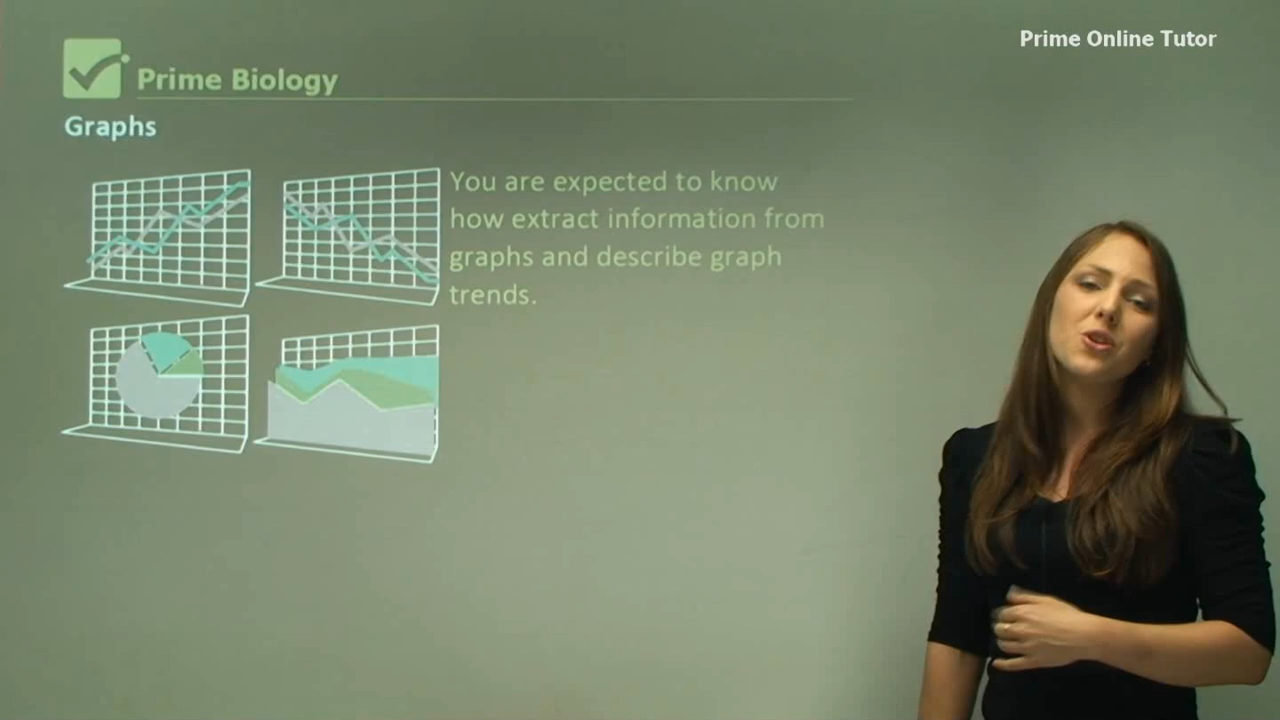 Prime Online Tutor
Prime Biology
Graphs
You are expected to know
how extract information from
graphs and describe graph
trends.